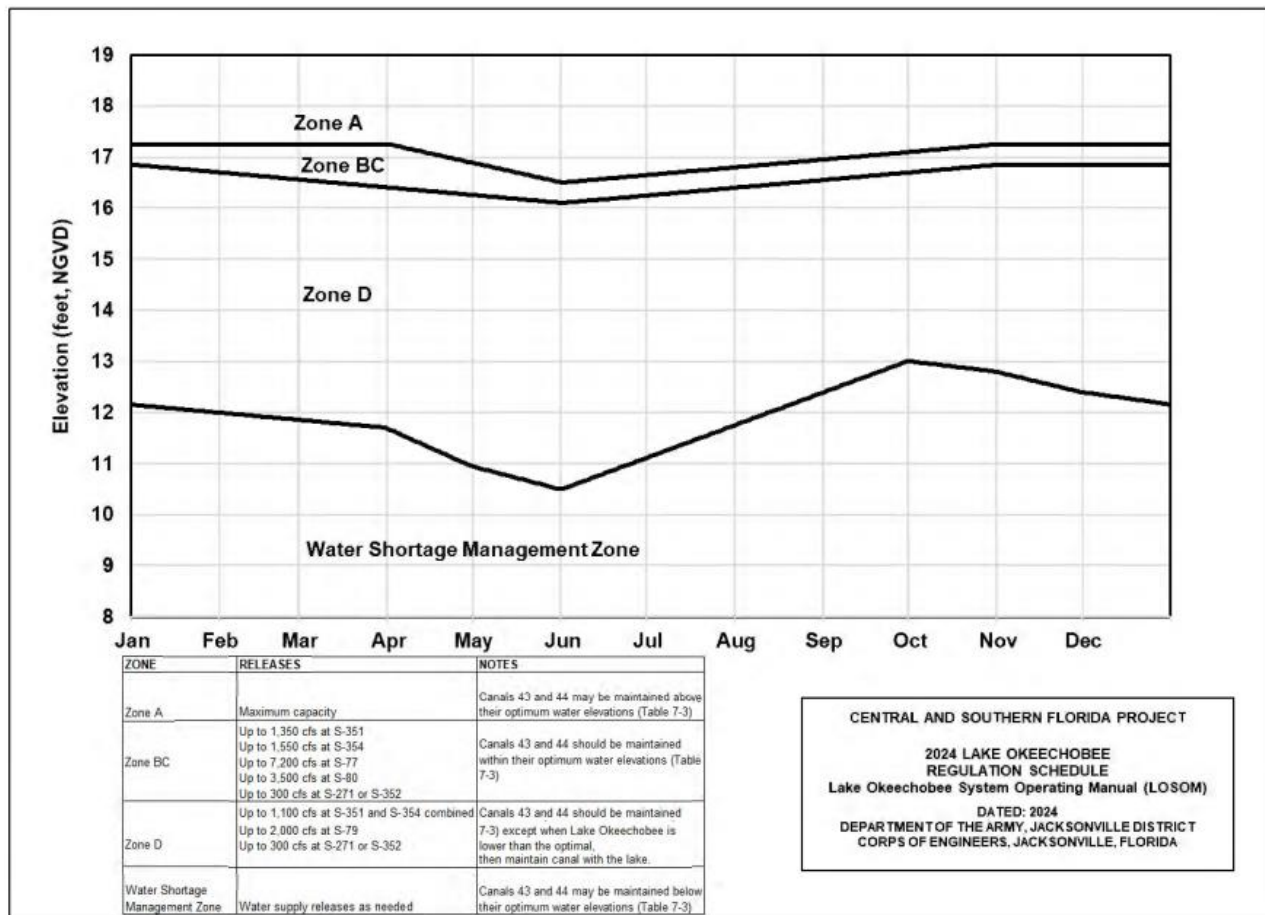 19
18
Zone A
17
Zone BC
16
15
Zone D
14
13
12
11
10
Water Shortage Management Zone
9
8
Elevation (feet, NGVD)
Jan Feb Mar Apr May Jun Jul Aug Sep Oct Nov Dec
ZONE RELEASES NOTES
Zone A
Maximum capacity
Canals 43 and 44 may be maintained above
their optimum water elevations (Table 7-3)
Zone BC
Up to 1,350 cfs at S-351
Up to 1,550 cfs at S-354
Up to 7,200 cfs at S-77
Up to 3,500 cfs at S-80
Up to 300 cfs at S-271 or S-352
Canals 43 and 44 should be maintained
within their optimum water elevations (Table
7-3)
Zone D
Up to 1,100 cfs at S-351 and S-354 combined
Up to 2,000 cfs at S-79
Up to 300 cfs at S-271 or S-352
Canals 43 and 44 should be maintained
7-3) except when Lake Okeechobee is
lower than the optimal,
then maintain canal with the lake.
Water Shortage
Management Zone
Water supply releases as needed
Canals 43 and 44 may be maintained below
their optimum water elevations (Table 7-3)
CENTRAL AND SOUTHERN FLORIDA PROJECT
2024 LAKE OKEECHOBEE
REGULATION SCHEDULE
Lake Okeechobee System Operating Manual (LOSOM)
DATED: 2024
DEPARTMENT OF THE ARMY, JACKSONVILLE DISTRICT
CORPS OF ENGINEERS, JACKSONVILLE, FLORIDA